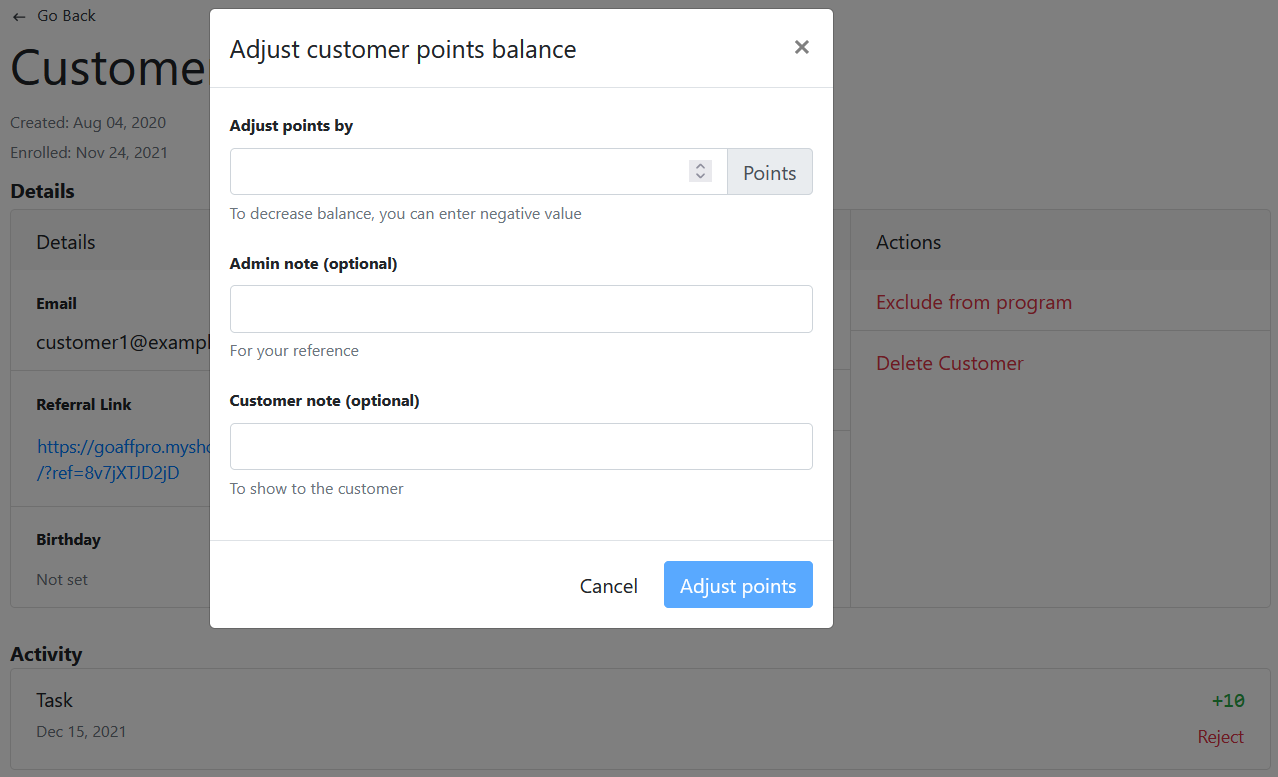 ← Go Back
Custome
Created: Aug 04, 2020
Enrolled: Nov 24, 2021
Details
Details
Email
customer1@exampl
Referral Link
https://goaffpro.mysho
/?ref=8v7jXTJD2jD
Birthday
Not set
Adjust customer points balance
×
Adjust points by
Points
To decrease balance, you can enter negative value
Admin note (optional)
For your reference
Customer note (optional)
To show to the customer
Cancel
Adjust points
Actions
Exclude from program
Delete Customer
Activity
Task
+10
Dec 15, 2021
Reject